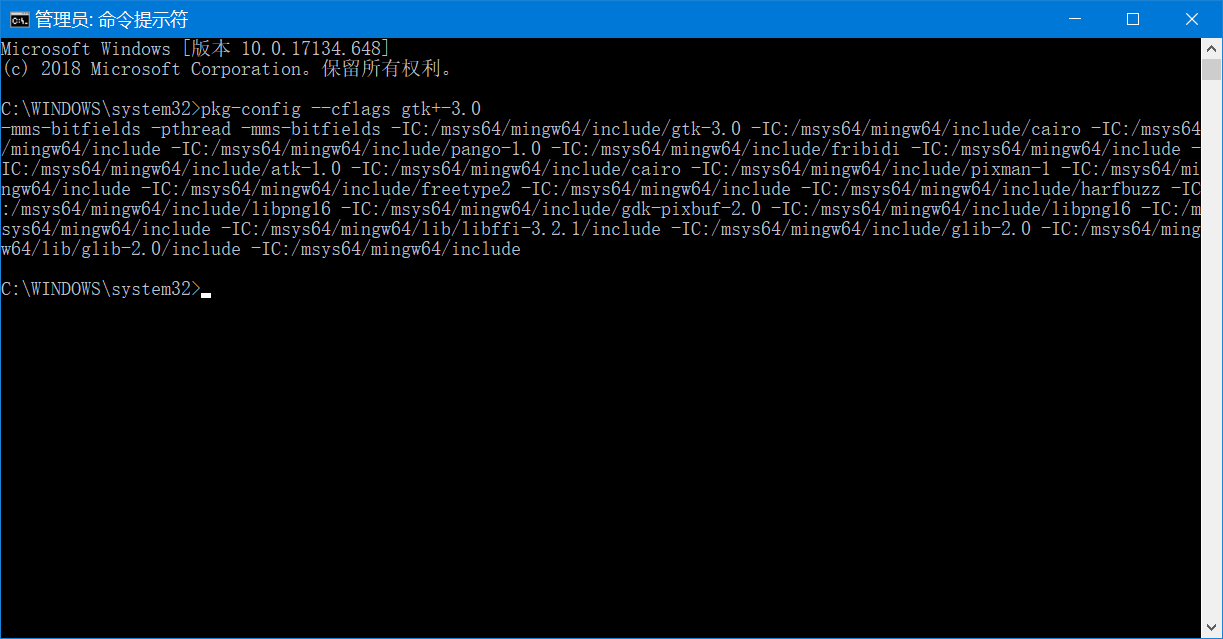 管理员: 命令提示符
Microsoft Windows [版本 10.0.17134.648]
(c) 2018 Microsoft Corporation。保留所有权利。
C:\WINDOWS\system32>pkg-config --cflags gtk+-3.0
-mms-bitfields -pthread -mms-bitfields -IC:/msys64/mingw64/include/gtk-3.0 -IC:/msys64/mingw64/include/cairo -IC:/msys64
/mingw64/include -IC:/msys64/mingw64/include/pango-1.0 -IC:/msys64/mingw64/include/fribidi -IC:/msys64/mingw64/include -
IC:/msys64/mingw64/include/atk-1.0 -IC:/msys64/mingw64/include/cairo -IC:/msys64/mingw64/include/pixman-1 -IC:/msys64/mi
ngw64/include -IC:/msys64/mingw64/include/freetype2 -IC:/msys64/mingw64/include -IC:/msys64/mingw64/include/harfbuzz -IC
:/msys64/mingw64/include/libpng16 -IC:/msys64/mingw64/include/gdk-pixbuf-2.0 -IC:/msys64/mingw64/include/libpng16 -IC:/m
sys64/mingw64/include -IC:/msys64/mingw64/lib/libffi-3.2.1/include -IC:/msys64/mingw64/include/glib-2.0 -IC:/msys64/ming
w64/lib/glib-2.0/include -IC:/msys64/mingw64/include
C:\WINDOWS\system32>